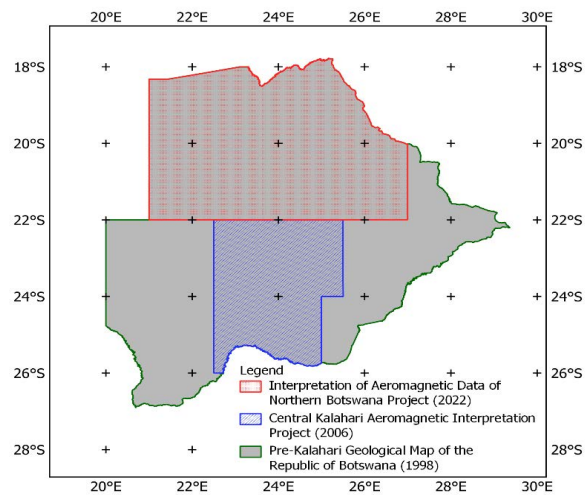 20°E 22°E 24°E 26°E 28°E 30°E
18°S 18°S
20°S 20°S
22°S 22°S
24°S 24°S
26°S 26°S
Legend
Interpretation of Aeromagnetic Data of
Northern Botswana Project (2022)
Central Kalahari Aeromagnetic Interpretation
Project (2006)
Pre-Kalahari Geological Map of the
Republic of Botswana (1998)
28°S 28°S
20°E 22°E 24°E 26°E 28°E 30°E